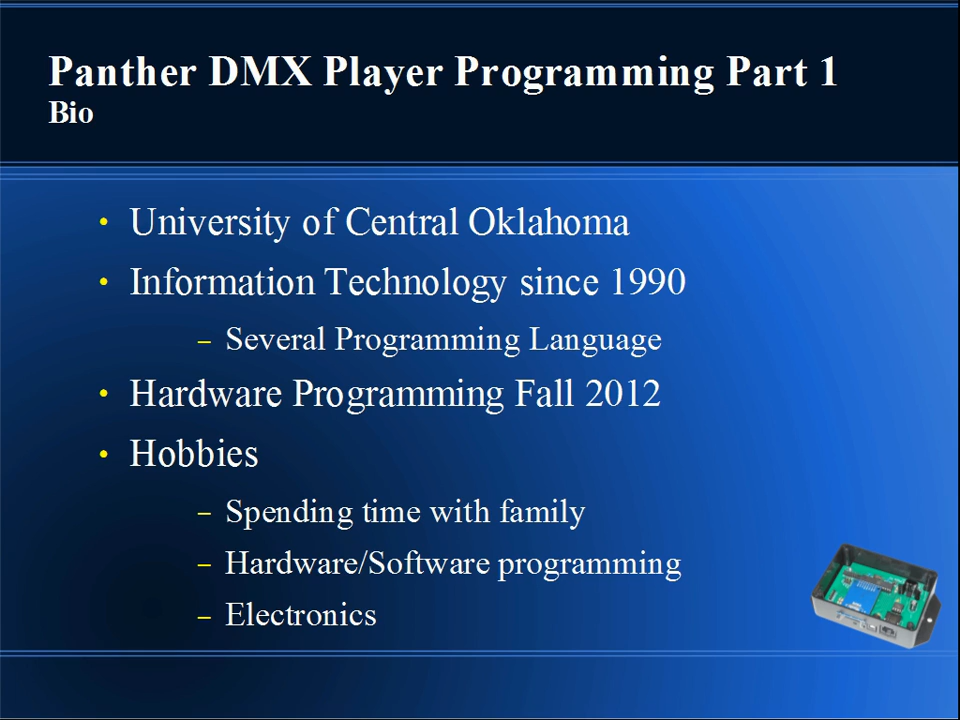 Panther DMX Player Programming Part 1
Bio
• University of Central Oklahoma
• Information Technology since 1990
– Several Programming Language
• Hardware Programming Fall 2012
• Hobbies
– Spending time with family
– Hardware/Software programming
– Electronics